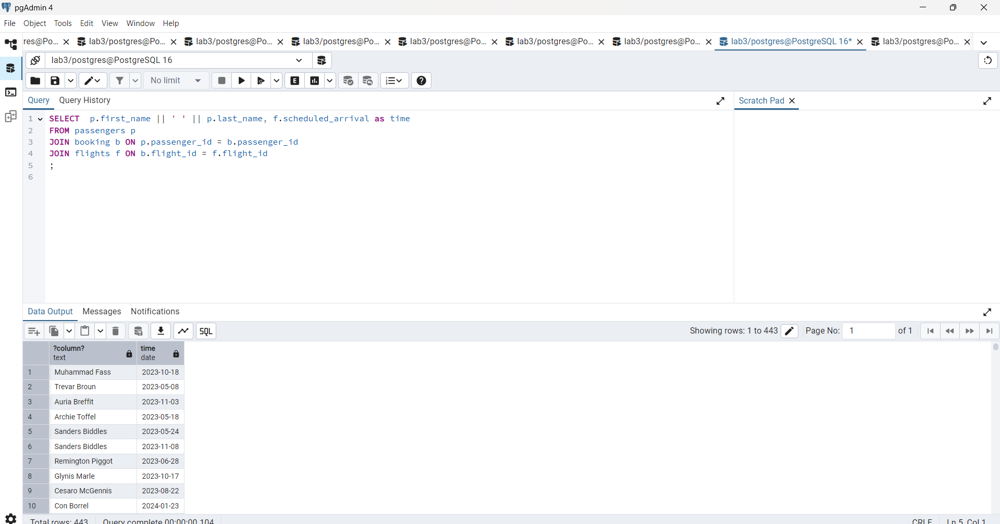 pgAdmin 4
File Object Tools Edit View Window Help
res@Po... lab3/postgres@Po... lab3/postgres@Po... lab3/postgres@Po... lab3/postgres@Po... lab3/postgres@Po... lab3/postgres@Po... lab3/postgres@PostgreSQL 16* lab3/postgres@Po...
lab3/postgres@PostgreSQL 16
No limit E
Query Query History Scratch Pad
1 SELECT  p.first_name || ' ' || p.last_name, f.scheduled_arrival as time
2 FROM passengers p
3 JOIN booking b ON p.passenger_id = b.passenger_id
4 JOIN flights f ON b.flight_id = f.flight_id
5 ;
6
Data Output Messages Notifications
SQL Showing rows: 1 to 443 Page No: 1 of 1
?column? time
text date
1 Muhammad Fass 2023-10-18
2 Trevar Broun 2023-05-08
3 Auria Breffit 2023-11-03
4 Archie Toffel 2023-05-18
5 Sanders Biddles 2023-05-24
6 Sanders Biddles 2023-11-08
7 Remington Piggot 2023-06-28
8 Glynis Marle 2023-10-17
9 Cesaro McGennis 2023-08-22
10 Con Borrel 2024-01-23
Total rows: 443 Query complete 00:00:00.104 CRLF Ln 5, Col 1